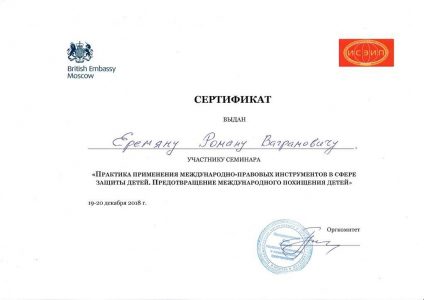 British Embassy
Moscow
ИСЭИП
СЕРТИФИКАТ
ВЫДАН
Еремяну Роману Ваграмовичу
УЧАСТНИКУ СЕМИНАРА
«ПРАКТИКА ПРИМЕНЕНИЯ МЕЖДУНАРОДНО-ПРАВОВЫХ ИНСТРУМЕНТОВ В СФЕРЕ
ЗАЩИТЫ ДЕТЕЙ. ПРЕДОТВРАЩЕНИЕ МЕЖДУНАРОДНОГО ПОХИЩЕНИЯ ДЕТЕЙ»
19-20 декабря 2018 г.
Оргкомитет